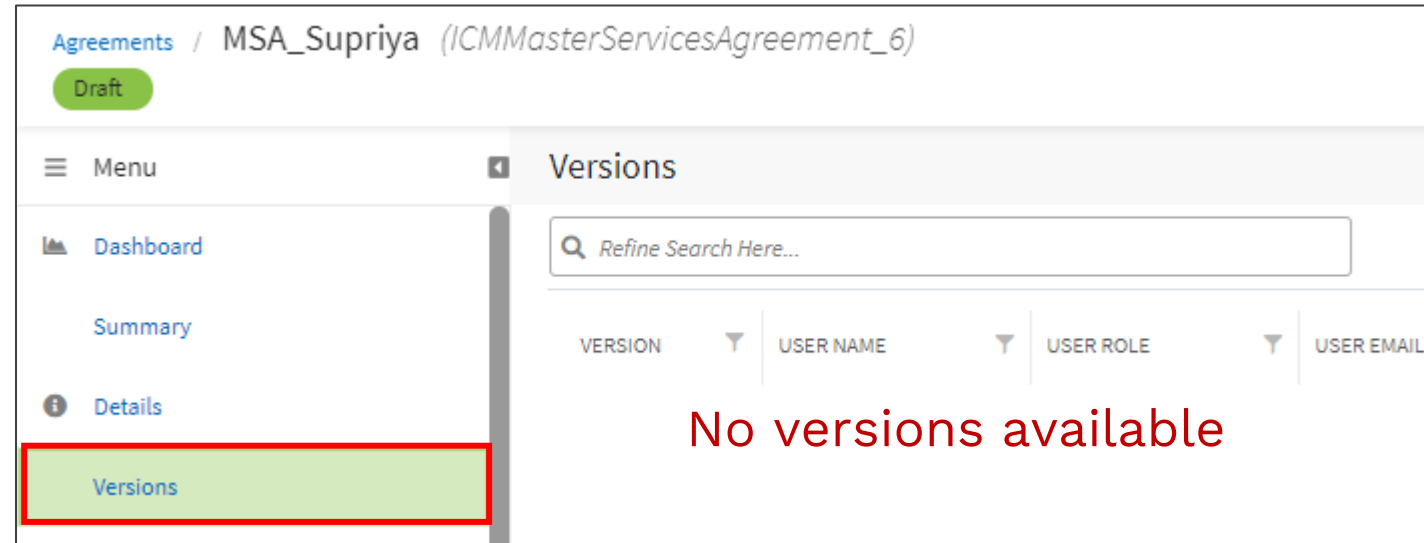 Agreements / MSA_Supriya (ICMMasterServicesAgreement_6)
Draft
Menu
Versions
Dashboard
Refine Search Here...
Summary
VERSION USER NAME USER ROLE USER EMAIL
Details
No versions available
Versions